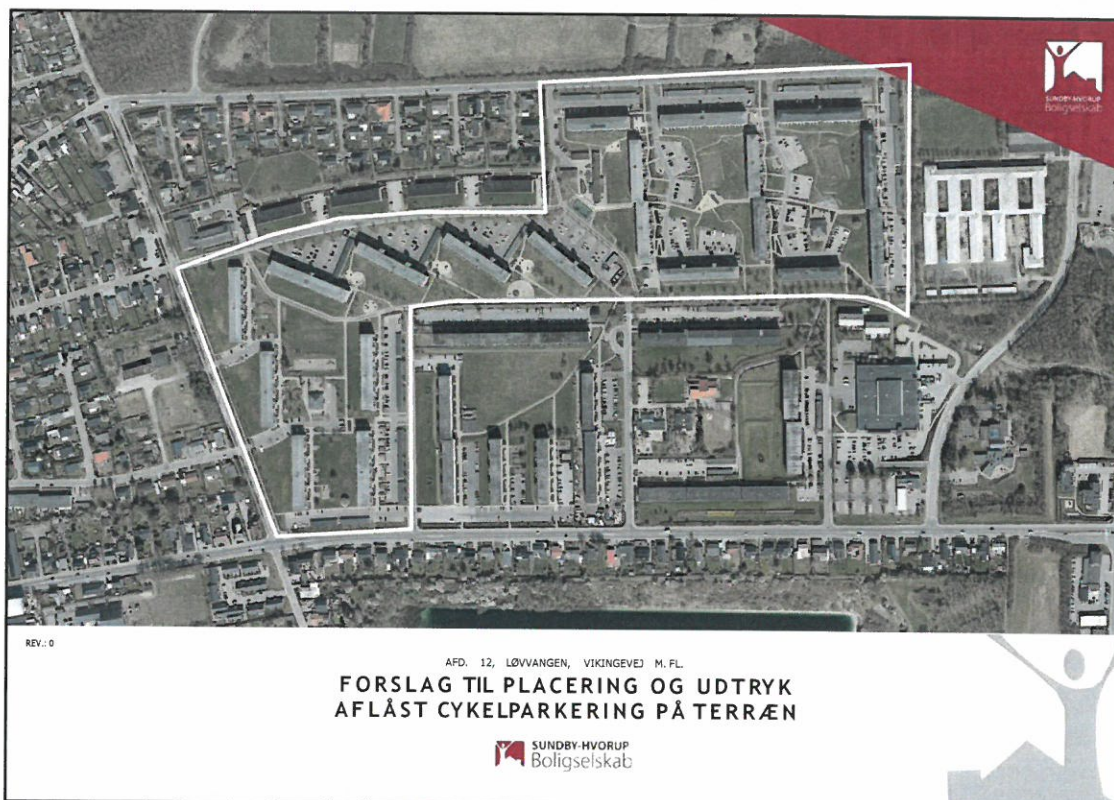 SUNDBY-HVORUP
Boligselskab
REV.: 0
AFD. 12, LØVVANGEN, VIKINGEVEJ M. FL.
FORSLAG TIL PLACERING OG UDTRYK
AFLÅST CYKELPARKERING PÅ TERRÆN
SUNDBY-HVORUP
Boligselskab